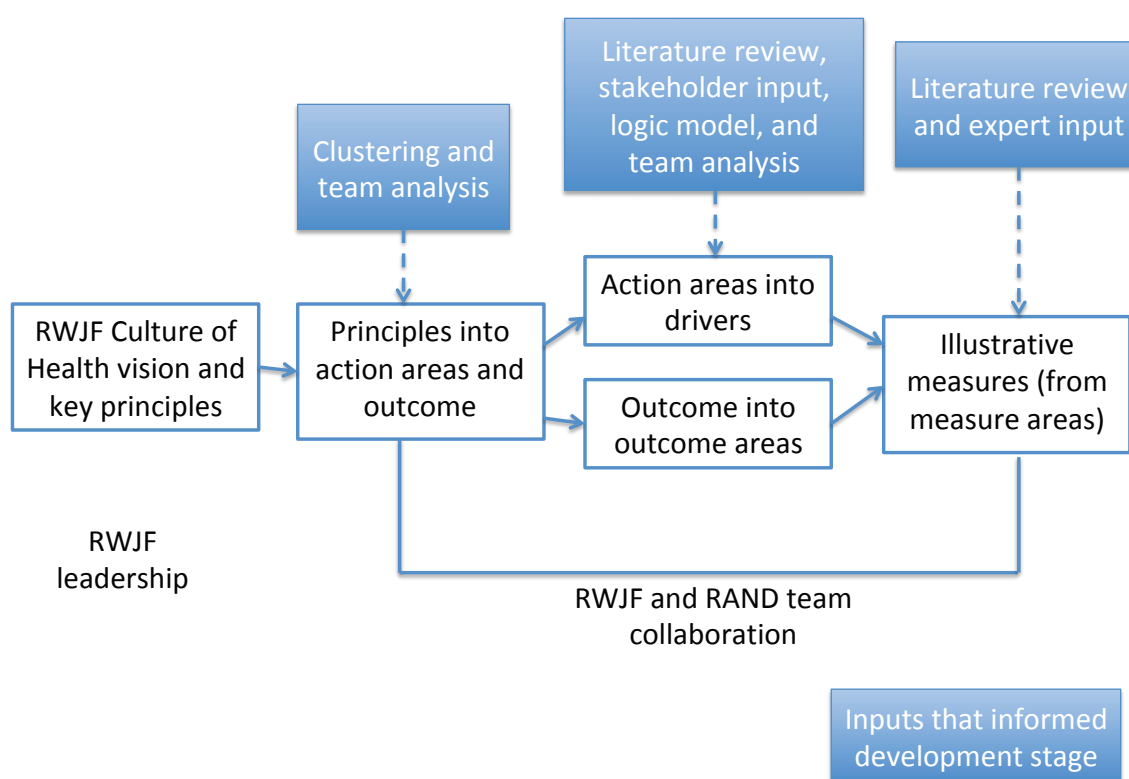 Literature review,
stakeholder input,
logic model, and
team analysis
Literature review
and expert input
Clustering and
team analysis
RWJF Culture of
Health vision and
key principles
Principles into
action areas and
outcome
Action areas into
drivers
Outcome into
outcome areas
Illustrative
measures (from
measure areas)
RWJF
leadership
RWJF and RAND team
collaboration
Inputs that informed
development stage